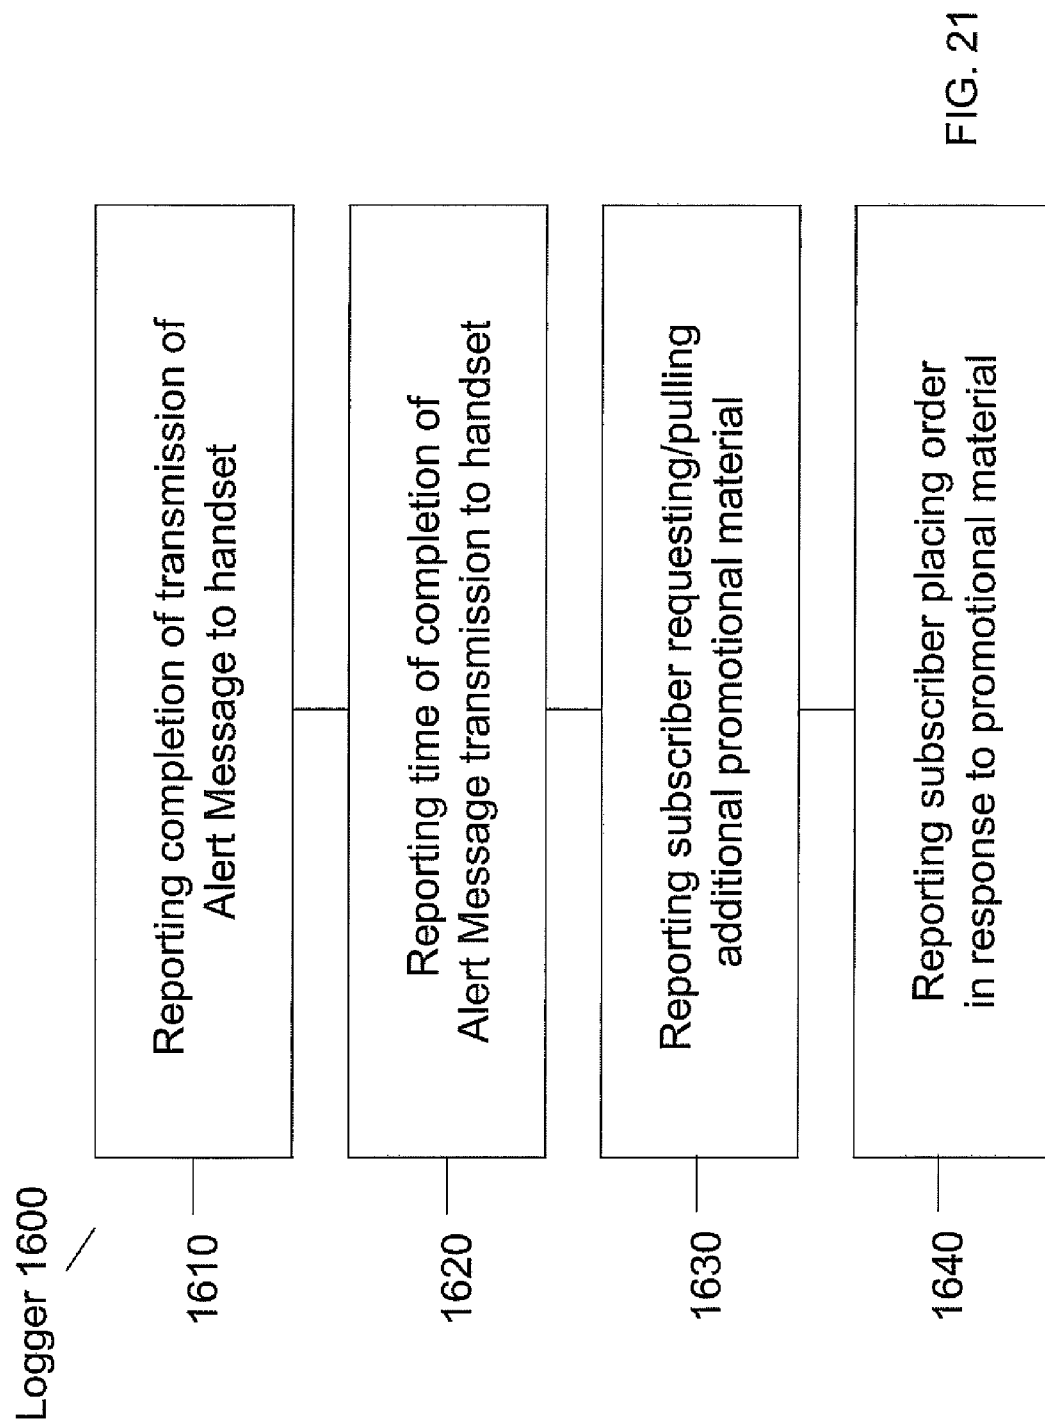 Logger 1600
1610
Reporting completion of transmission of
Alert Message to handset
1620
Reporting time of completion of
Alert Message transmission to handset
1630
Reporting subscriber requesting/pulling
additional promotional material
1640
Reporting subscriber placing order
in response to promotional material
FIG. 21